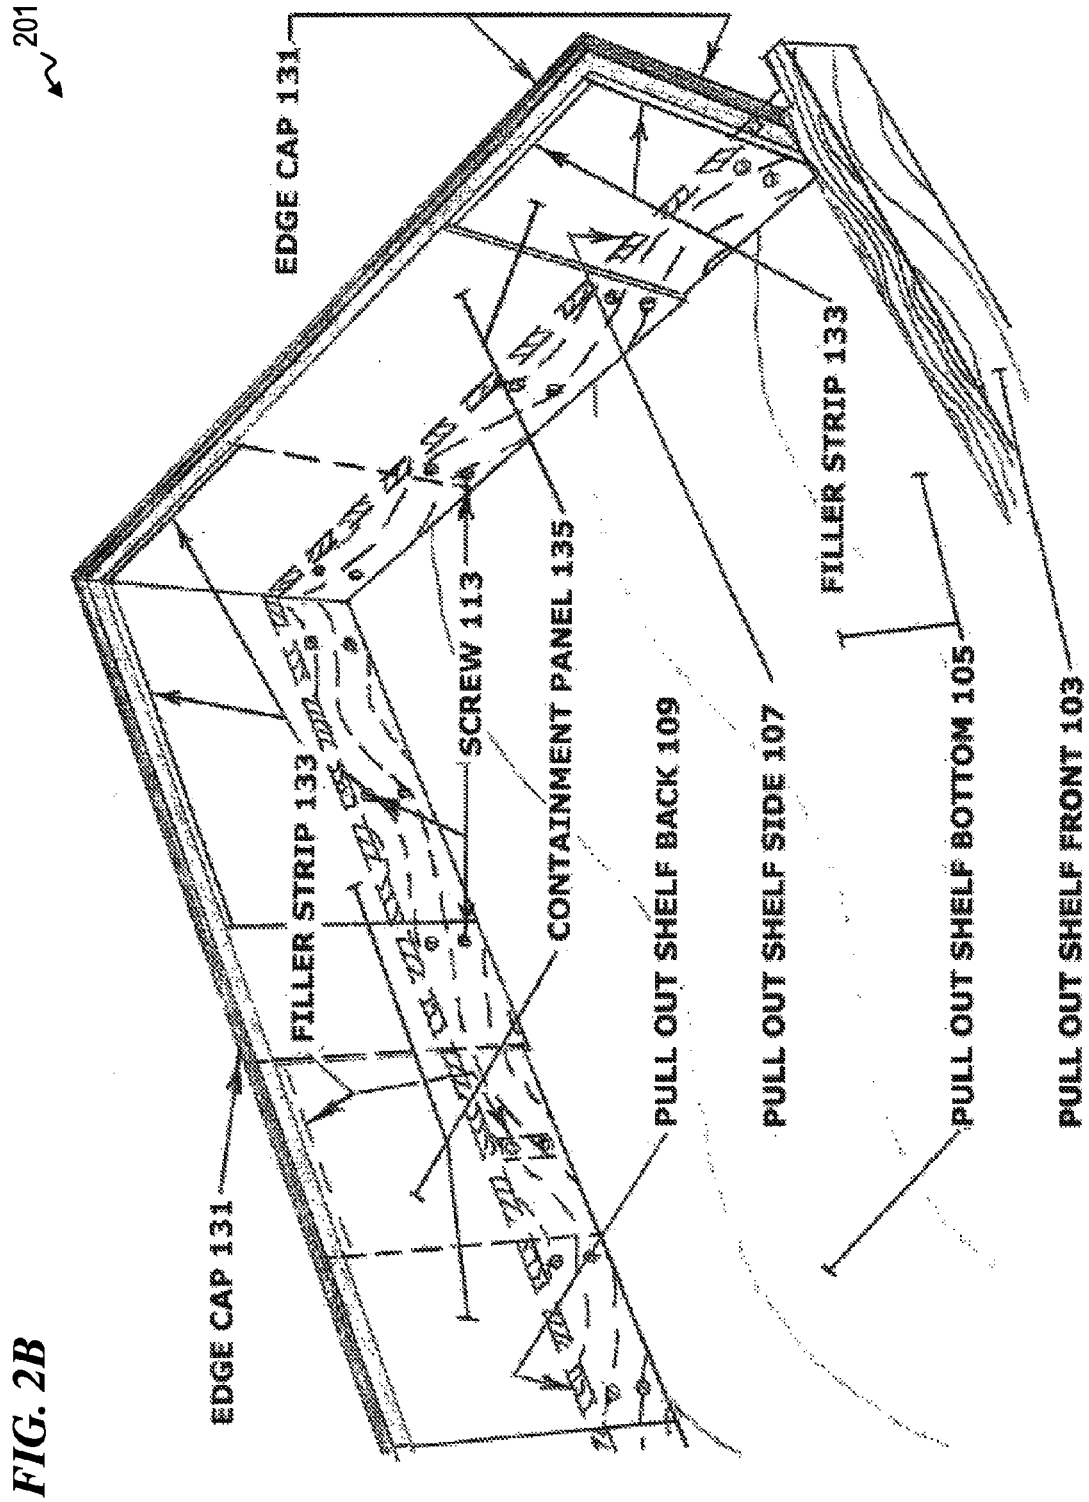 FIG. 2B
201
EDGE CAP 131
EDGE CAP 131
FILLER STRIP 133
SCREW 113
CONTAINMENT PANEL 135
PULL OUT SHELF BACK 109
PULL OUT SHELF SIDE 107
FILLER STRIP 133
PULL OUT SHELF BOTTOM 105
PULL OUT SHELF FRONT 103